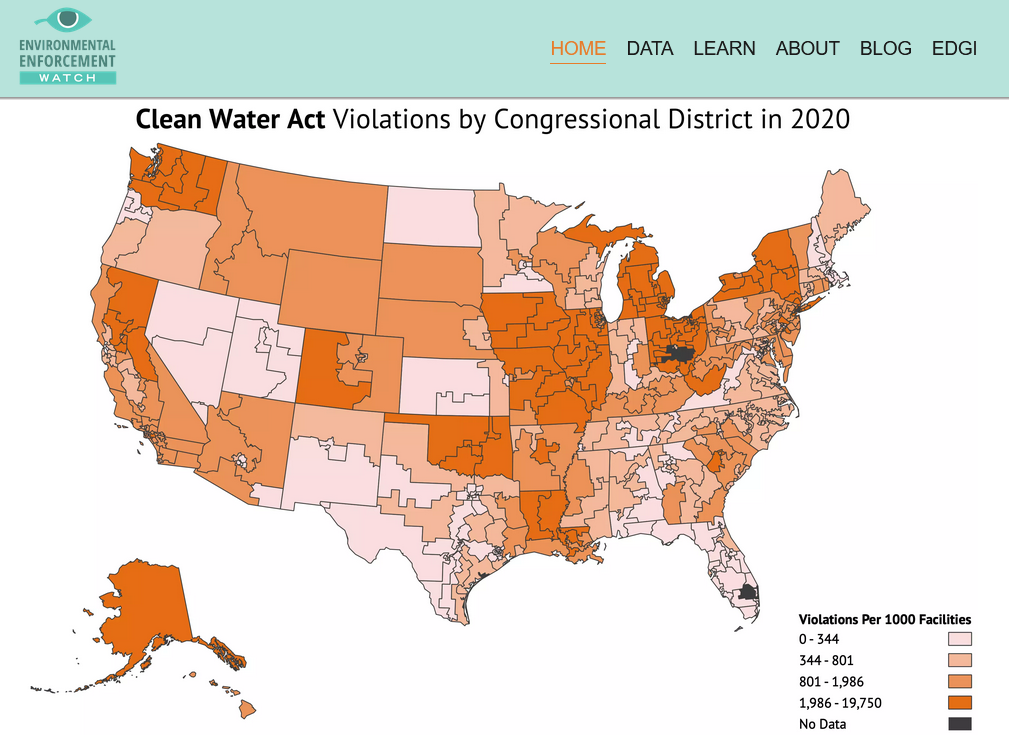 ENVIRONMENTAL
ENFORCEMENT
WATCH
HOME DATA LEARN ABOUT BLOG EDGI
Clean Water Act Violations by Congressional District in 2020
Violations Per 1000 Facilities
0 - 344
344 - 801
801 - 1,986
1,986 - 19,750
No Data